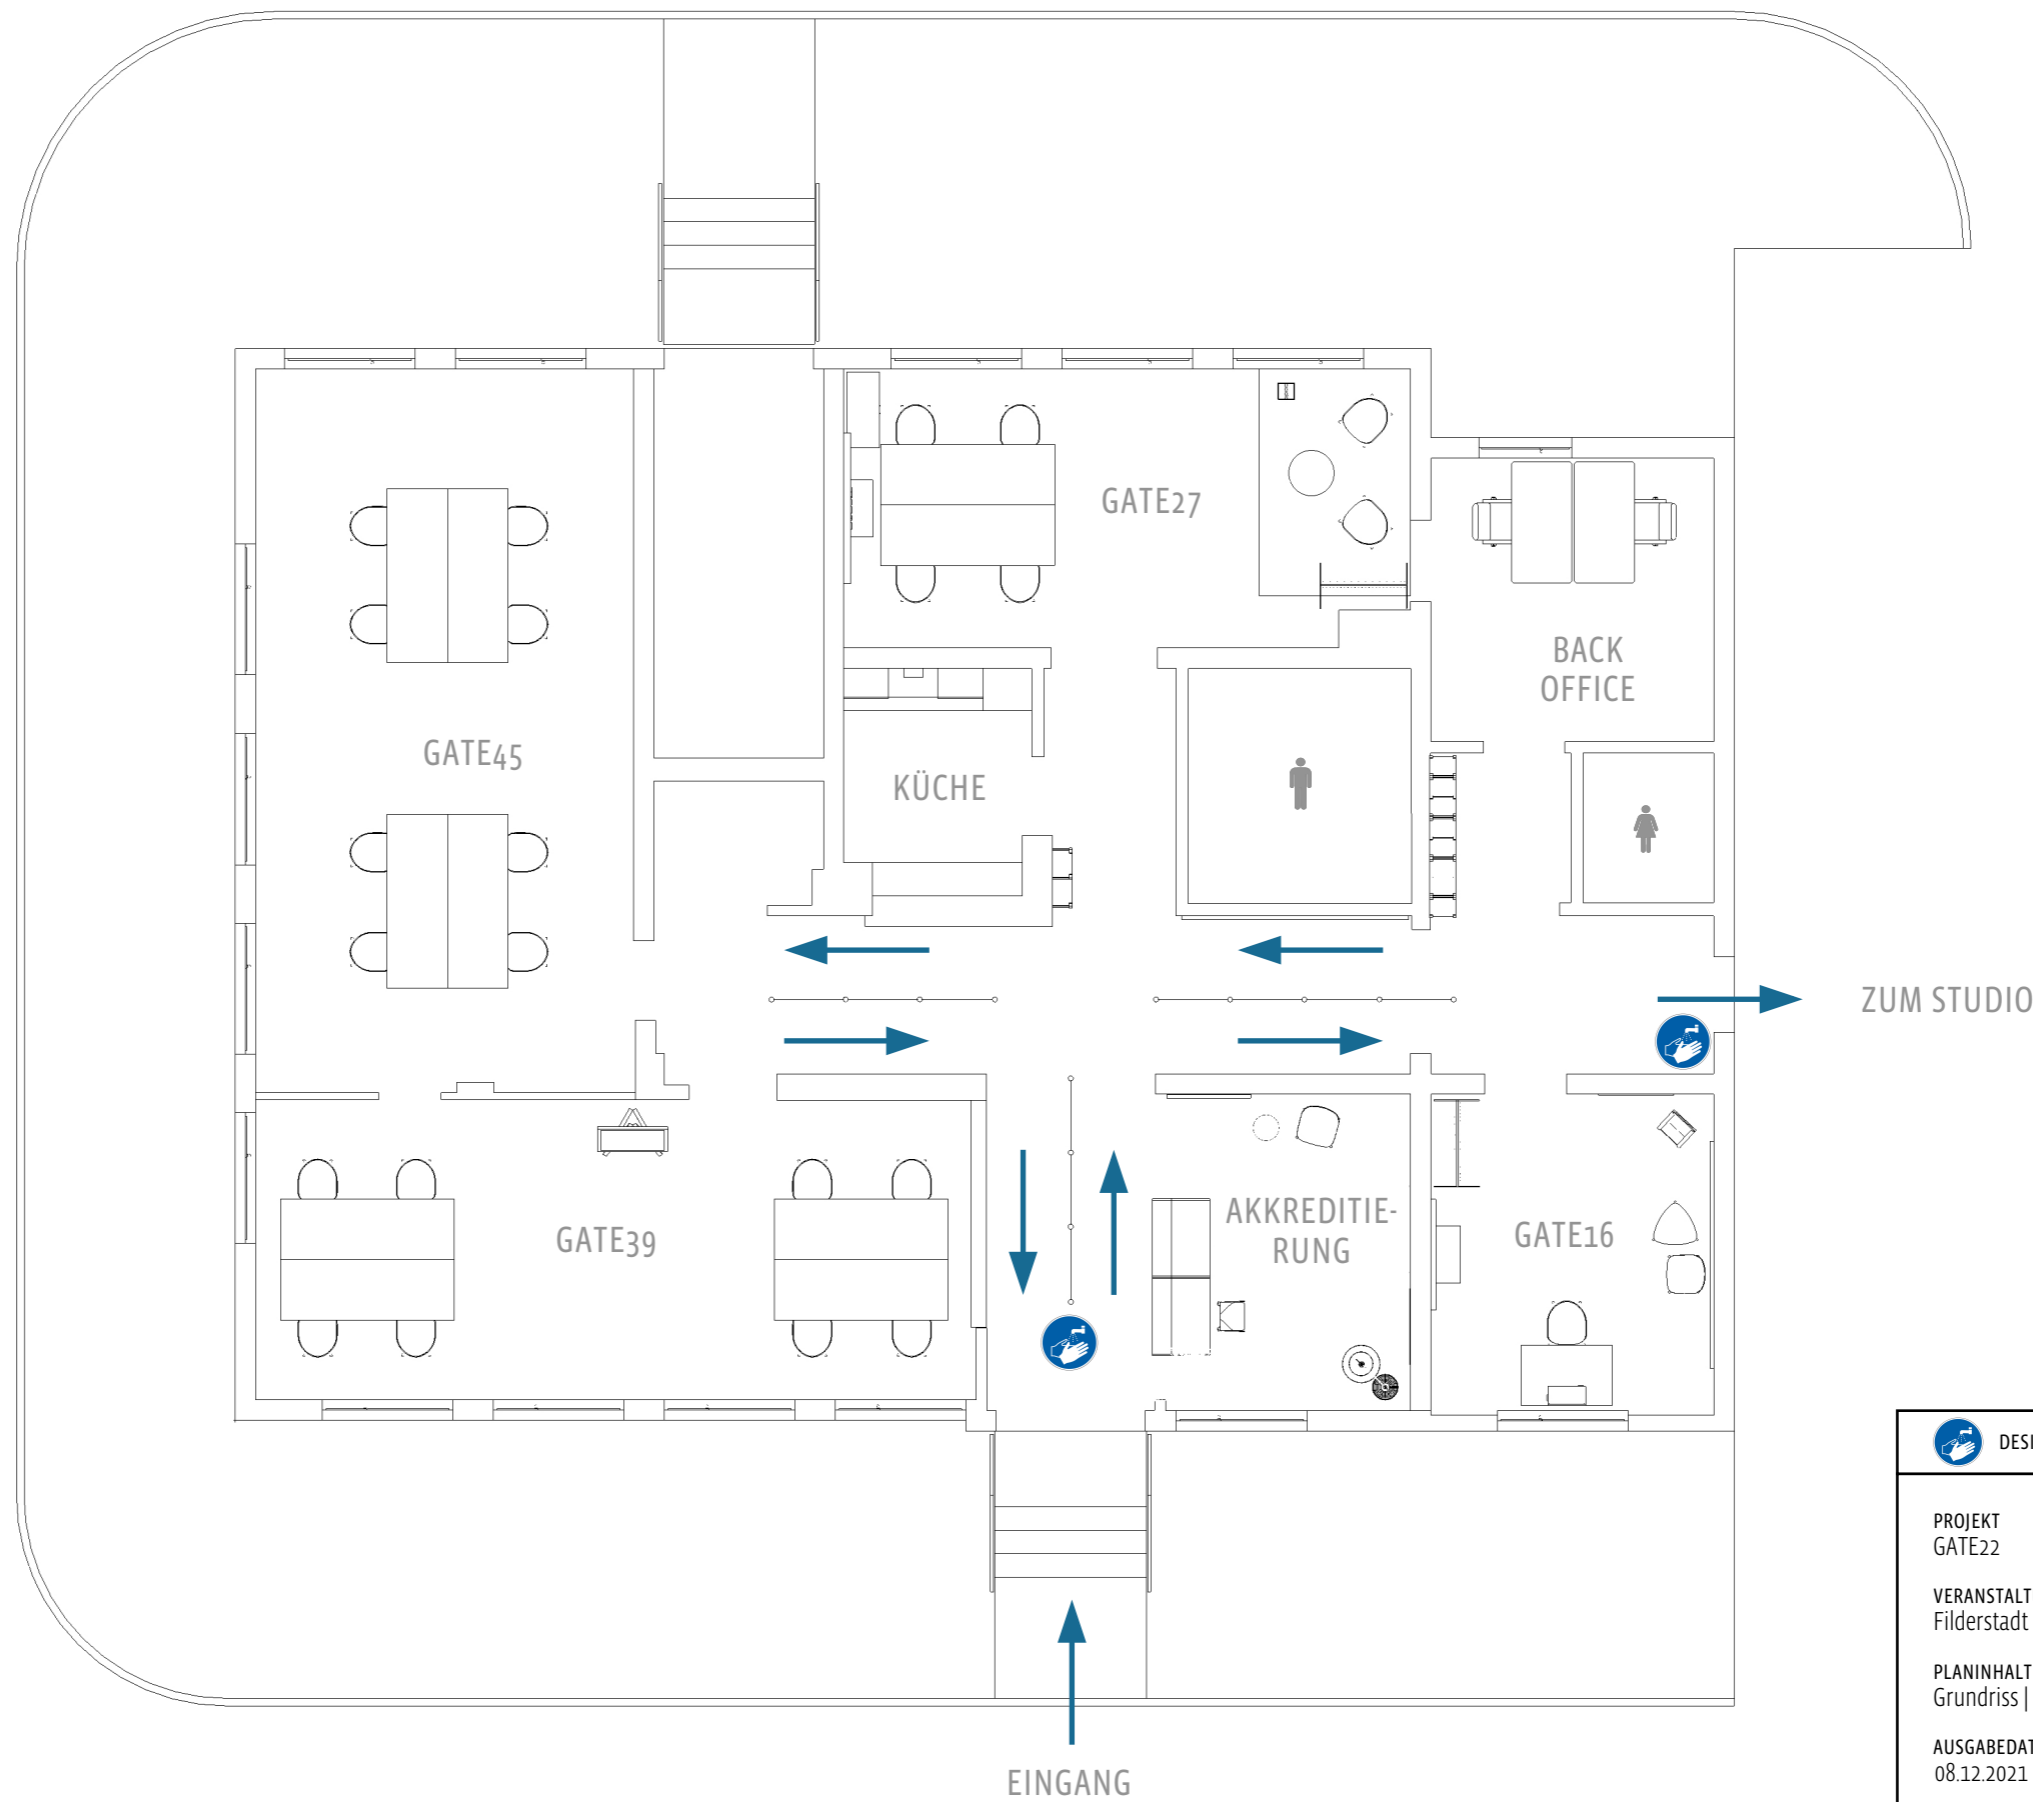 GATE27
BACK
OFFICE
GATE45
KÜCHE
ZUM STUDIO
AKKREDITIE-
RUNG
GATE16
GATE39
EINGANG
PROJEKT
GATE22
Filderstadt
PLANINHALT
Grundriss |
08.12.2021